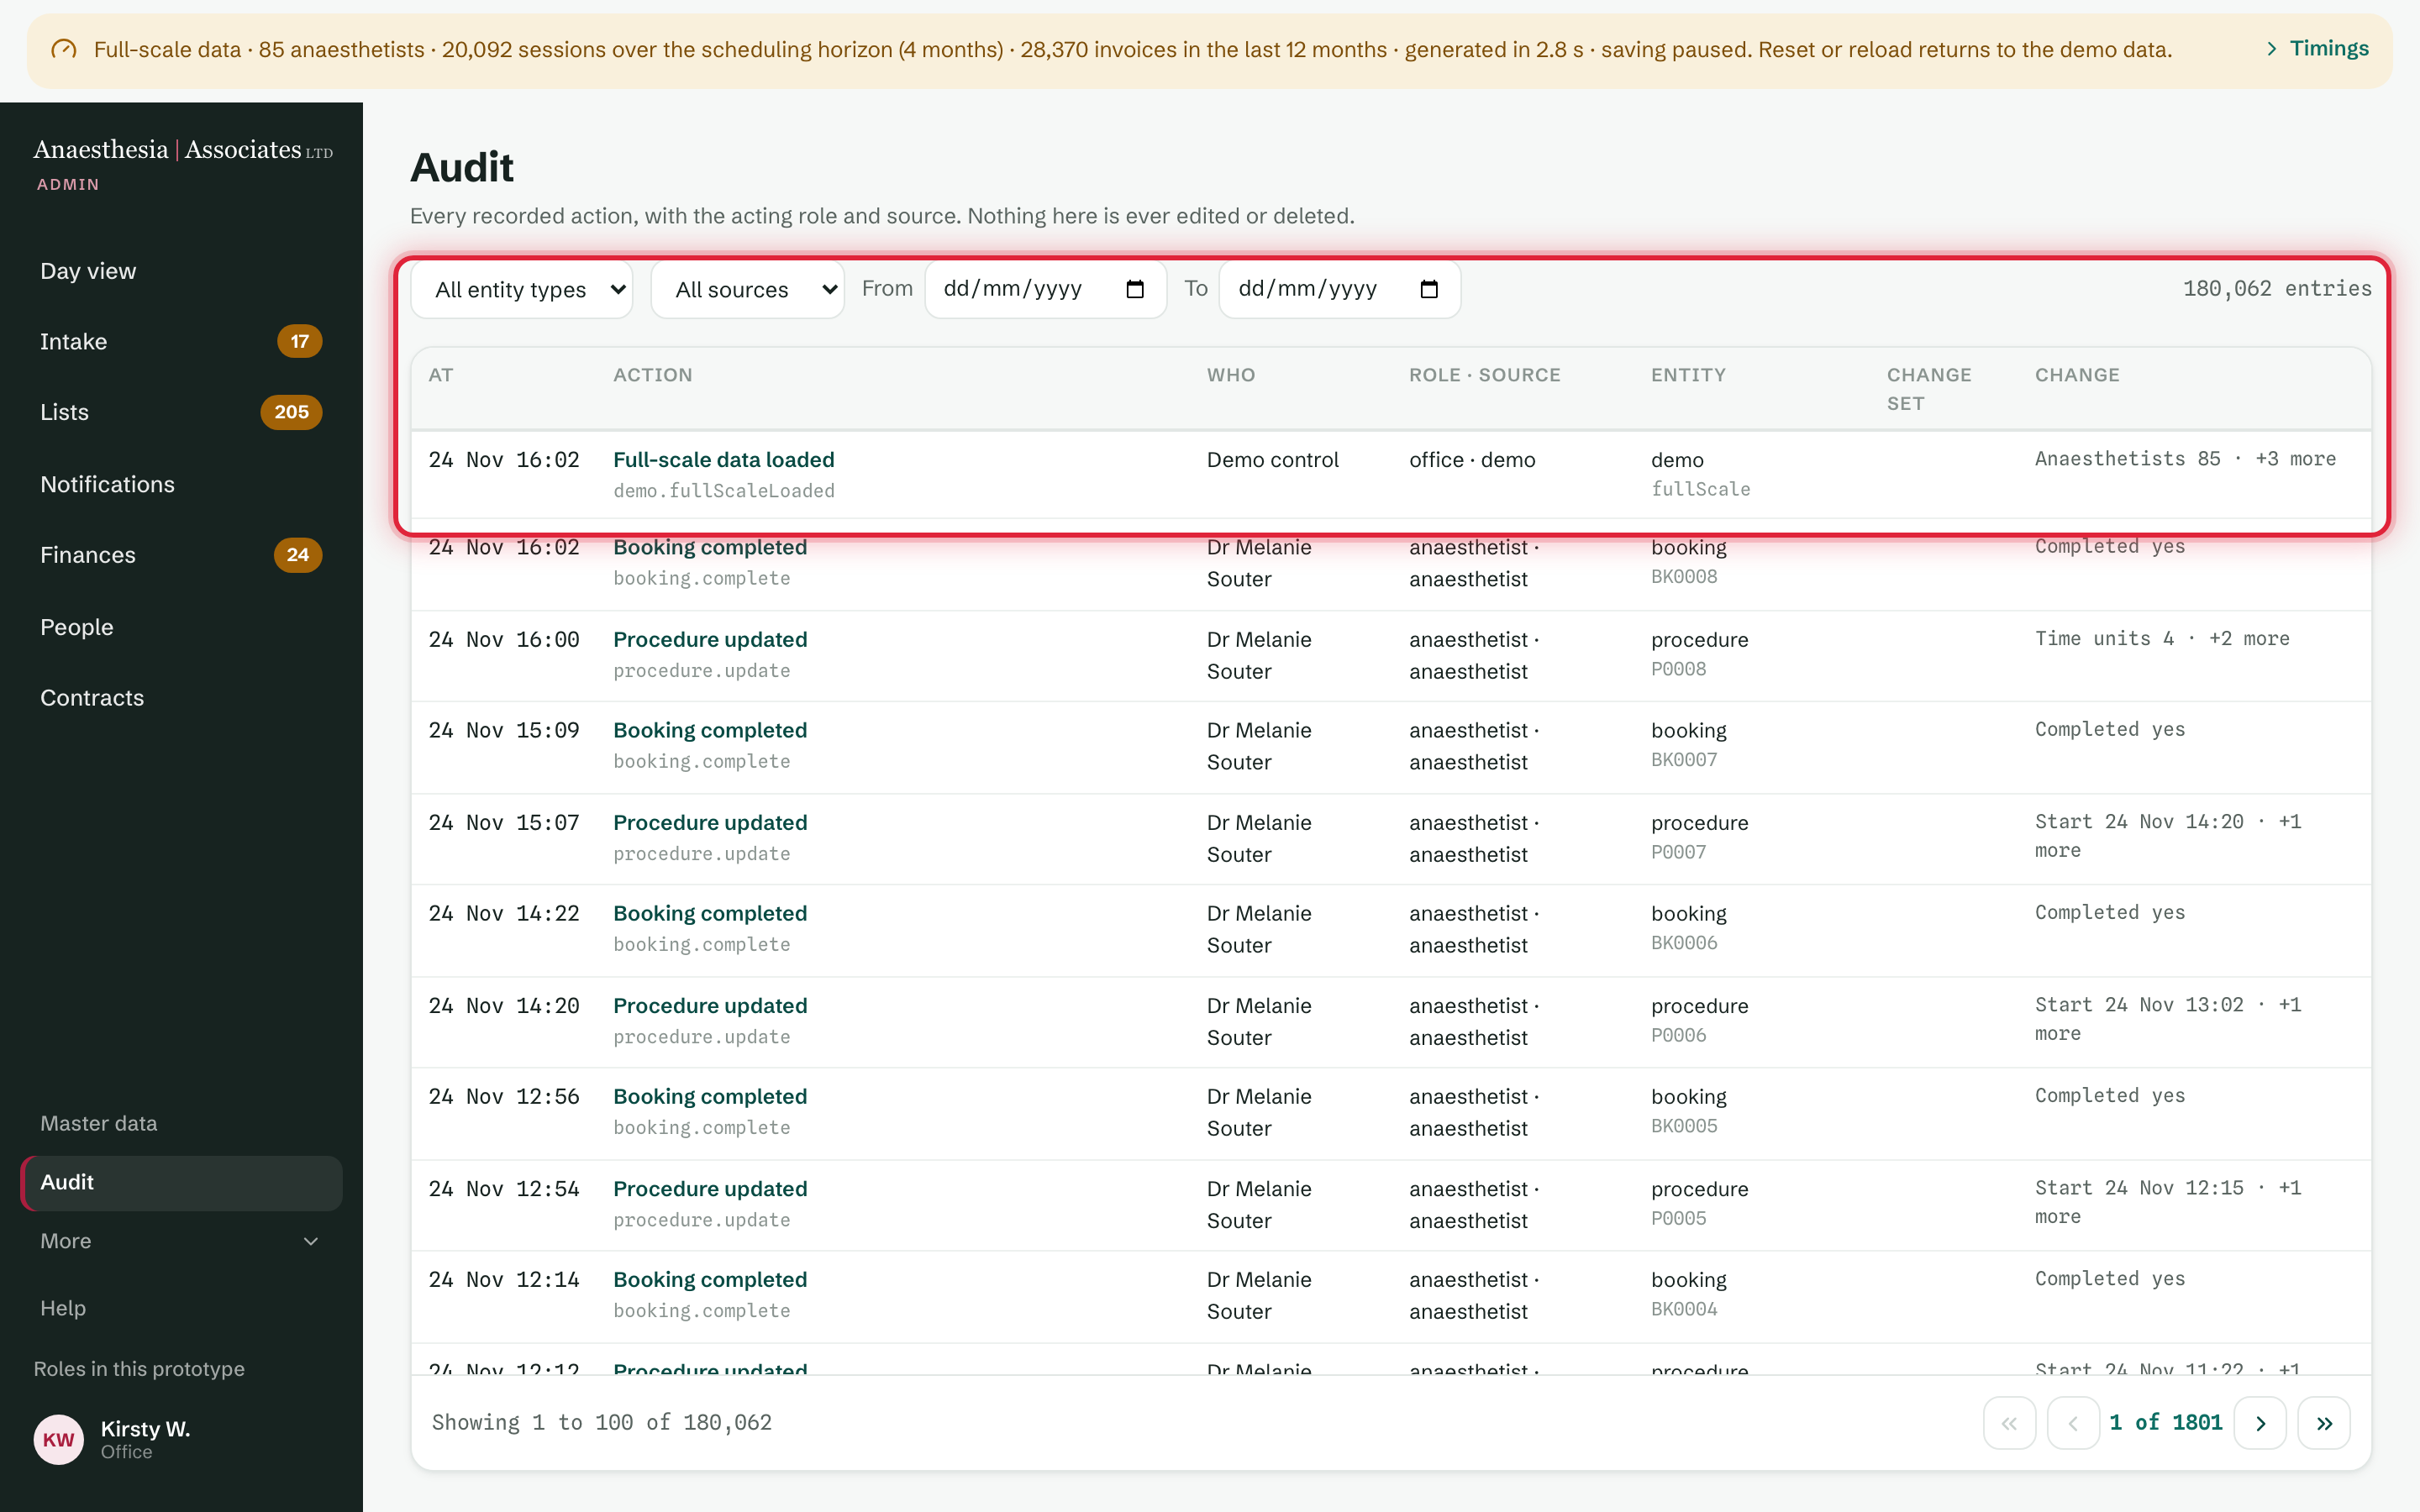 Full-scale data · 85 anaesthetists · 20,092 sessions over the scheduling horizon (4 months) · 28,370 invoices in the last 12 months · generated in 2.8 s · saving paused. Reset or reload returns to the demo data.
Timings
Anaesthesia | Associates LTD
ADMIN
Day view
Intake 17
Lists 205
Notifications
Finances 24
People
Contracts
Master data
Audit
More
Help
Roles in this prototype
KW
Kirsty W.
Office
Audit
Every recorded action, with the acting role and source. Nothing here is ever edited or deleted.
All entity types All sources From dd/mm/yyyy To dd/mm/yyyy 180,062 entries
AT ACTION WHO ROLE · SOURCE ENTITY CHANGE SET CHANGE
24 Nov 16:02 Full-scale data loaded Demo control office · demo demo Anaesthetists 85 · +3 more
demo.fullScaleLoaded fullScale
24 Nov 16:02 Booking completed Dr Melanie anaesthetist · booking Completed yes
booking.complete Souter anaesthetist BK0008
24 Nov 16:00 Procedure updated Dr Melanie anaesthetist · procedure Time units 4 · +2 more
procedure.update Souter anaesthetist P0008
24 Nov 15:09 Booking completed Dr Melanie anaesthetist · booking Completed yes
booking.complete Souter anaesthetist BK0007
24 Nov 15:07 Procedure updated Dr Melanie anaesthetist · procedure Start 24 Nov 14:20 · +1
procedure.update Souter anaesthetist P0007 more
24 Nov 14:22 Booking completed Dr Melanie anaesthetist · booking Completed yes
booking.complete Souter anaesthetist BK0006
24 Nov 14:20 Procedure updated Dr Melanie anaesthetist · procedure Start 24 Nov 13:02 · +1
procedure.update Souter anaesthetist P0006 more
24 Nov 12:56 Booking completed Dr Melanie anaesthetist · booking Completed yes
booking.complete Souter anaesthetist BK0005
24 Nov 12:54 Procedure updated Dr Melanie anaesthetist · procedure Start 24 Nov 12:15 · +1
procedure.update Souter anaesthetist P0005 more
24 Nov 12:14 Booking completed Dr Melanie anaesthetist · booking Completed yes
booking.complete Souter anaesthetist BK0004
24 Nov 12:12 Procedure updated Dr Melanie anaesthetist · procedure Start 24 Nov 11:22 · +1
Showing 1 to 100 of 180,062 1 of 1801